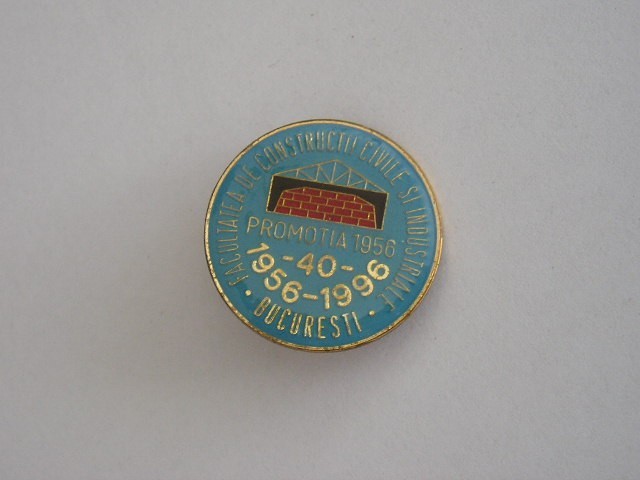 FACULTATEA DE CONSTRUCTII CIVILE SI INDUSTRIALE
PROMOTIA 1956
-40-
1956-1996
• BUCURESTI •